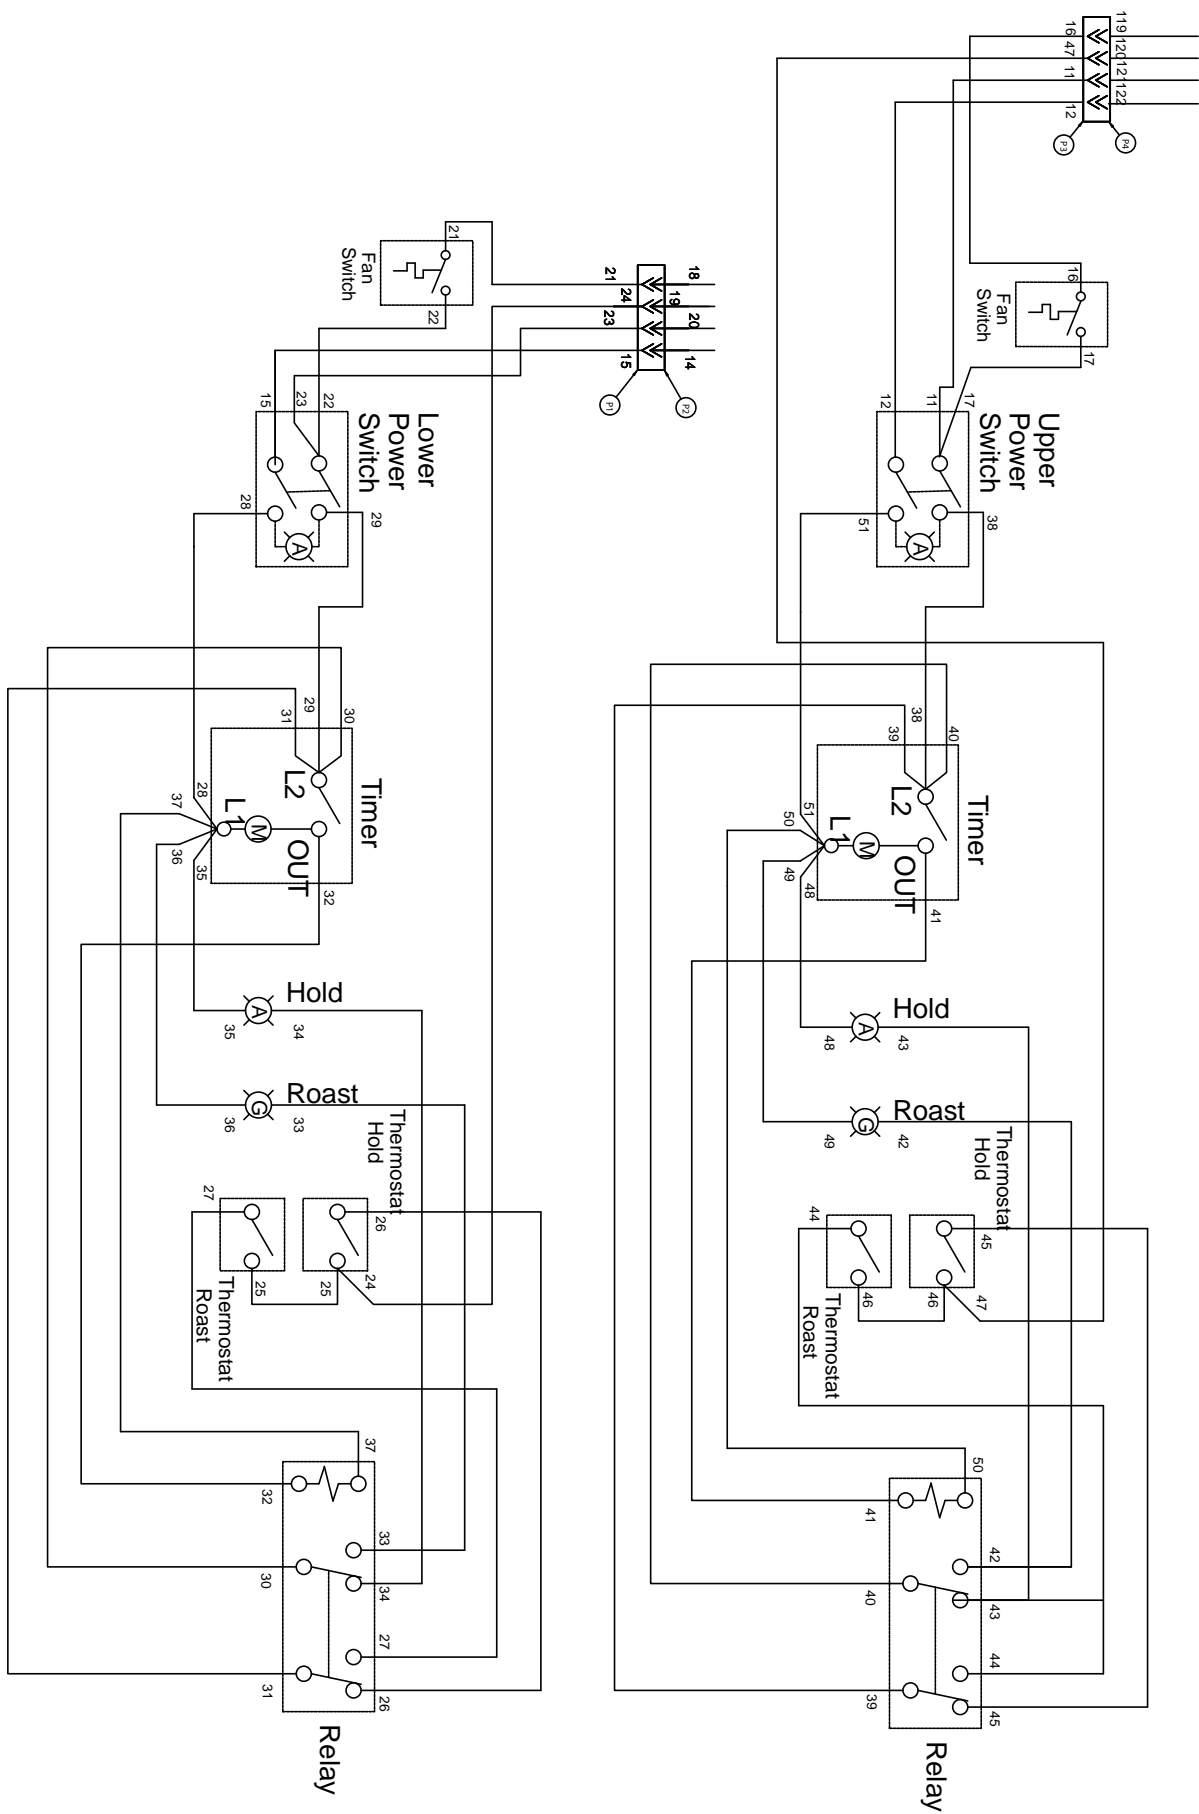 119
120
121
122
16
47
11
12
P3
P4
16
Fan
Switch
17
12
11
17
Upper
Power
Switch
A
51
38
38
39
40
Timer
L2
L1
M
OUT
51
50
49
48
41
Hold
A
48
43
Roast
G
49
42
Thermostat
Hold
44
45
46
46
47
Thermostat
Roast
50
41
42
40
43
44
39
45
Relay
21
Fan
Switch
22
21
24
23
15
18
19
20
14
P1
P2
15
23
22
Lower
Power
Switch
A
28
29
31
29
30
Timer
L2
L1
M
OUT
28
37
36
35
32
Hold
A
35
34
Roast
G
36
33
Thermostat
Hold
27
26
25
25
24
Thermostat
Roast
37
32
33
30
34
27
31
26
Relay